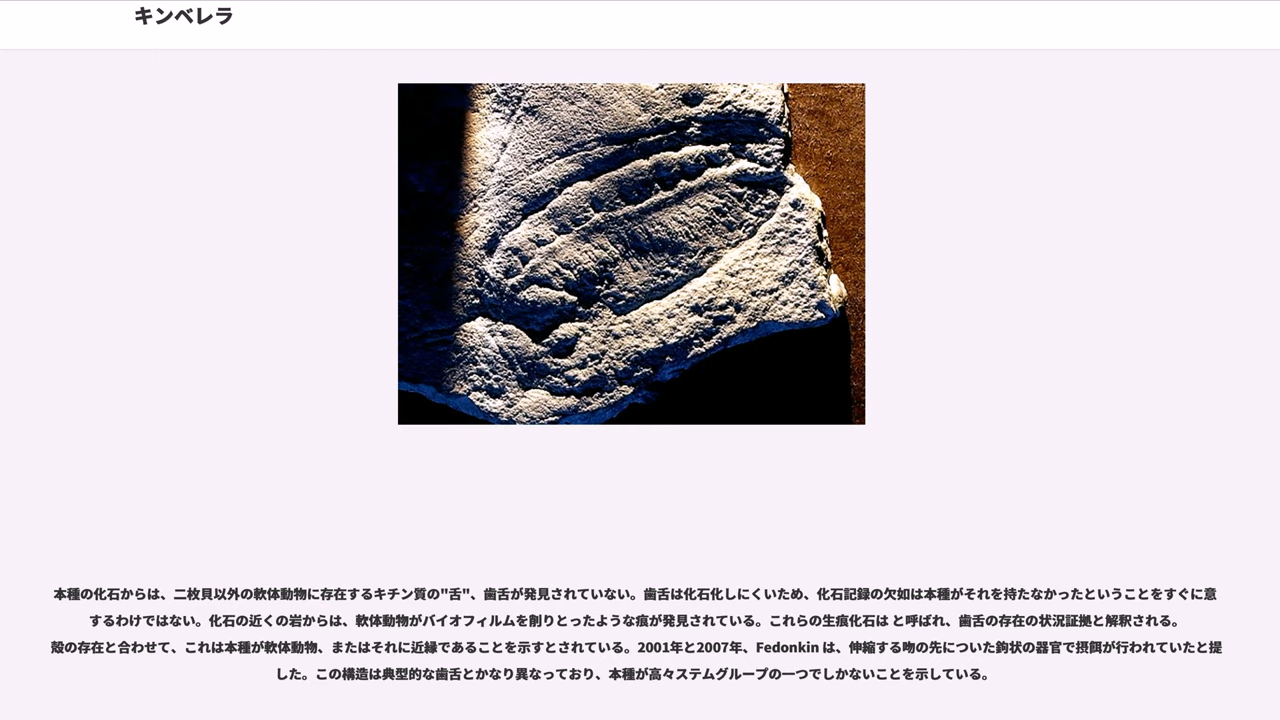 キンベレラ
本種の化石からは、二枚貝以外の軟体動物に存在するキチン質の"舌"、歯舌が発見されていない。歯舌は化石化しにくいため、化石記録の欠如は本種がそれを持たなかったということをすぐに意
するわけではない。化石の近くの岩からは、軟体動物がバイオフィルムを削りとったような痕が発見されている。これらの生痕化石は と呼ばれ、歯舌の存在の状況証拠と解釈される。
殻の存在と合わせて、これは本種が軟体動物、またはそれに近縁であることを示すとされている。2001年と2007年、Fedonkin は、伸縮する吻の先についた鉤状の器官で摂餌が行われていたと提
した。この構造は典型的な歯舌とかなり異なっており、本種が高々ステムグループの一つでしかないことを示している。